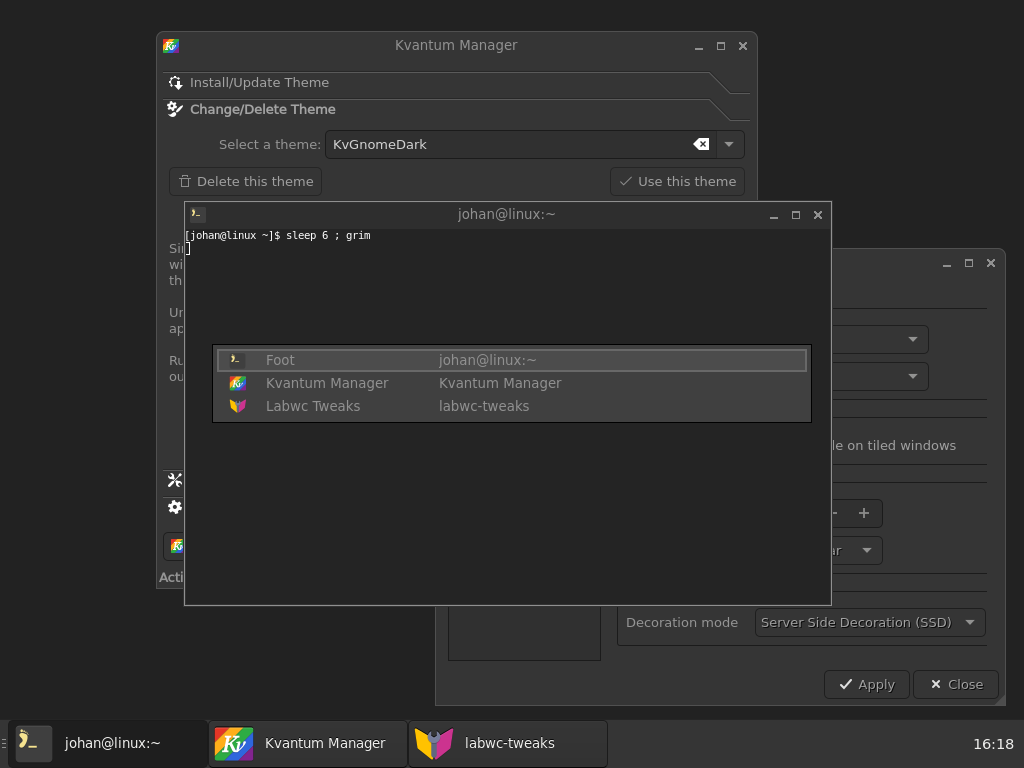 Kvantum Manager
Install/Update Theme
Change/Delete Theme
Select a theme: KvGnomeDark
Delete this theme Use this theme
johan@linux:~
[johan@linux ~]$ sleep 6 ; grim
Foot johan@linux:~
Kvantum Manager Kvantum Manager
Labwc Tweaks labwc-tweaks
on tiled windows
Decoration mode Server Side Decoration (SSD)
Apply Close
johan@linux:~ Kvantum Manager labwc-tweaks 16:18